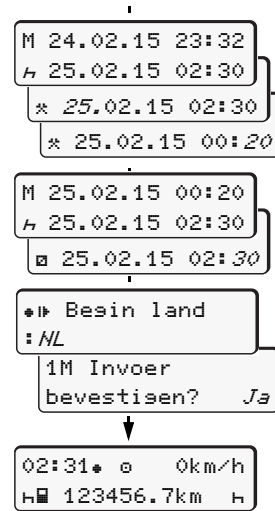 M 24.02.15 23:32
25.02.15 02:30
25.02.15 02:30
25.02.15 00:20
M 25.02.15 00:20
25.02.15 02:30
25.02.15 02:30
Begin land
:NL
1M Invoer
bevestigen? Ja
02:31 0km/h
123456.7km